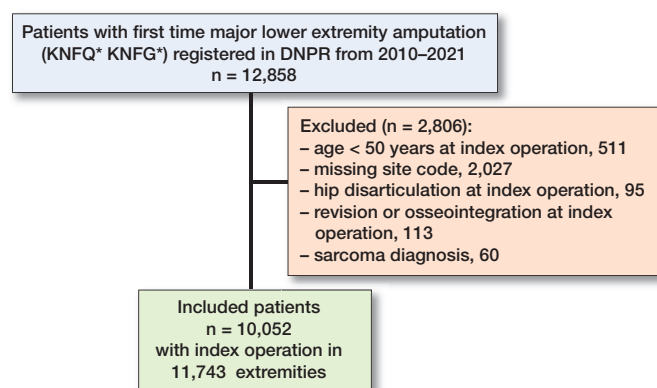 Patients with first time major lower extremity amputation
(KNFQ* KNFG*) registered in DNPR from 2010–2021
n = 12,858
Excluded (n = 2,806):
– age < 50 years at index operation, 511
– missing site code, 2,027
– hip disarticulation at index operation, 95
– revision or osseointegration at index
operation, 113
– sarcoma diagnosis, 60
Included patients
n = 10,052
with index operation in
11,743 extremities